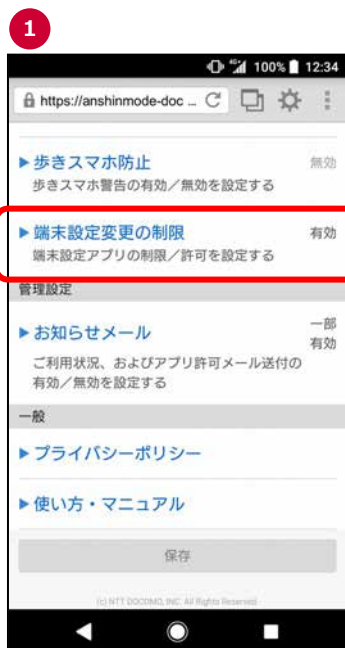 1
4G 100% 12:34
https://anshinmode-doc ...
▶歩きスマホ防止 無効
歩きスマホ警告の有効／無効を設定する
▶端末設定変更の制限 有効
端末設定アプリの制限／許可を設定する
管理設定
▶お知らせメール 一部
有効
ご利用状況、およびアプリ許可メール送付の
有効／無効を設定する
一般
▶プライバシーポリシー
▶使い方・マニュアル
保存
(c) NTT DOCOMO, INC. All Rights Reserved.